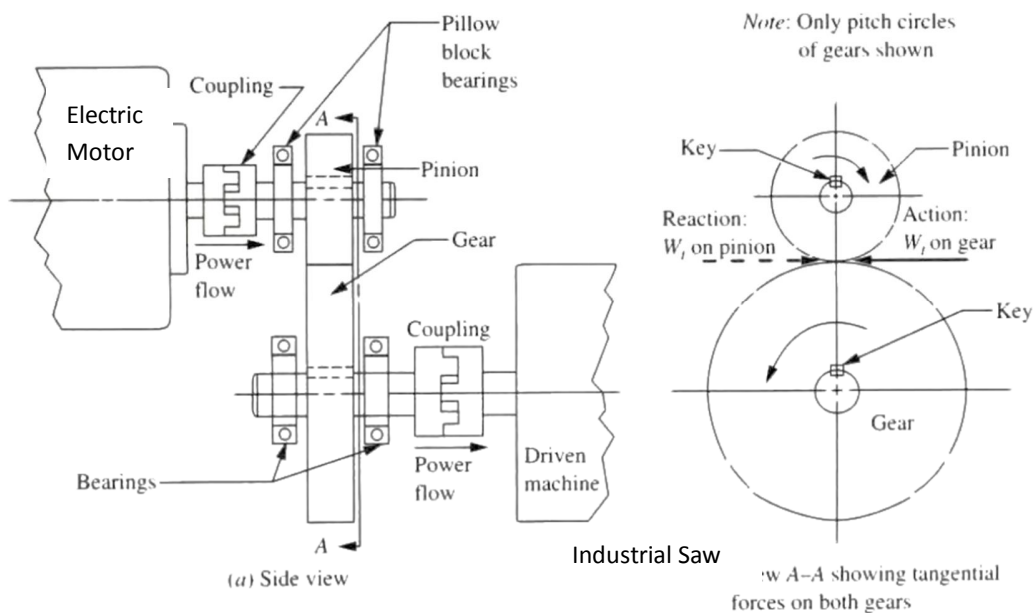 Electric
Motor
Coupling
Pillow
block
bearings
A
Pinion
Power
flow
Gear
Coupling
Power
flow
Bearings
Driven
machine
A
(a) Side view
Industrial Saw
Note: Only pitch circles
of gears shown
Key
Pinion
Reaction:
Wt on pinion
Action:
Wt on gear
Key
Gear
A–A showing tangential
forces on both gears